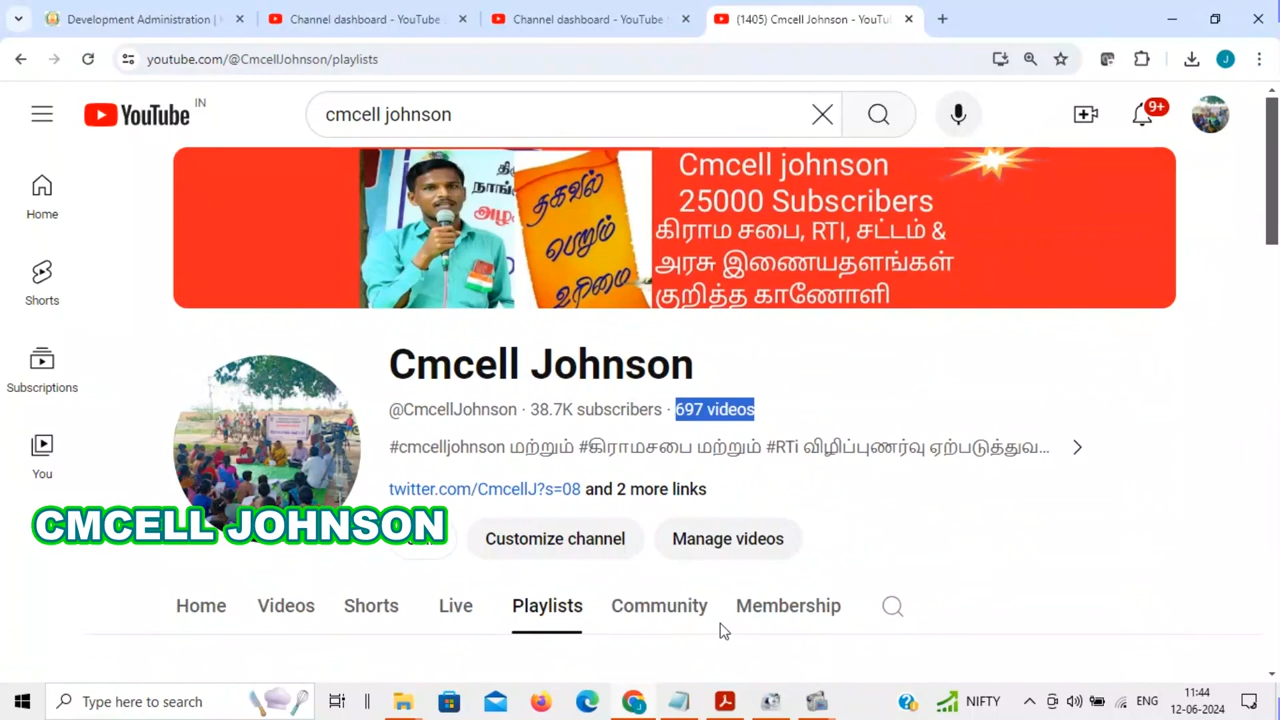 Development Administration |
Channel dashboard - YouTube
Channel dashboard - YouTube
(1405) Cmcell Johnson - YouTu
youtube.com/@CmcellJohnson/playlists
YouTube IN
cmcell johnson
9+
Home
Shorts
Subscriptions
You
தகவல்
பெறும்
உரிமை
Cmcell johnson
25000 Subscribers
கிராம சபை, RTI, சட்டம் &
அரசு இணையதளங்கள்
குறித்த காணோளி
Cmcell Johnson
@CmcellJohnson · 38.7K subscribers · 697 videos
#cmcelljohnson மற்றும் #கிராமசபை மற்றும் #RTi விழிப்புணர்வு ஏற்படுத்துவ...
twitter.com/CmcellJ?s=08 and 2 more links
CMCELL JOHNSON
Customize channel
Manage videos
Home
Videos
Shorts
Live
Playlists
Community
Membership
Type here to search
NIFTY
ENG
11:44
12-06-2024